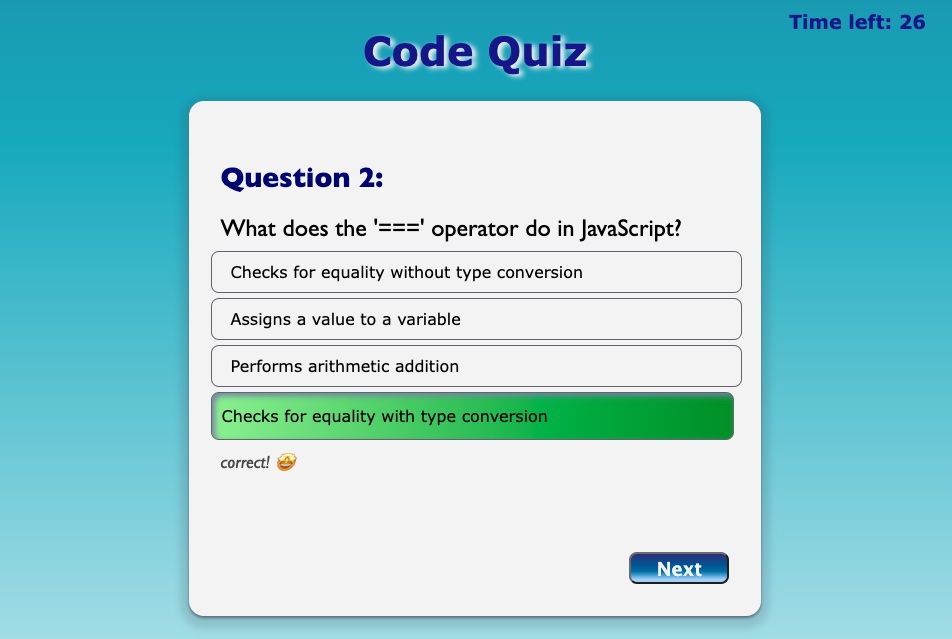 Time left: 26
Code Quiz
Question 2:
What does the '===' operator do in JavaScript?
Checks for equality without type conversion
Assigns a value to a variable
Performs arithmetic addition
Checks for equality with type conversion
correct! 🤩
Next